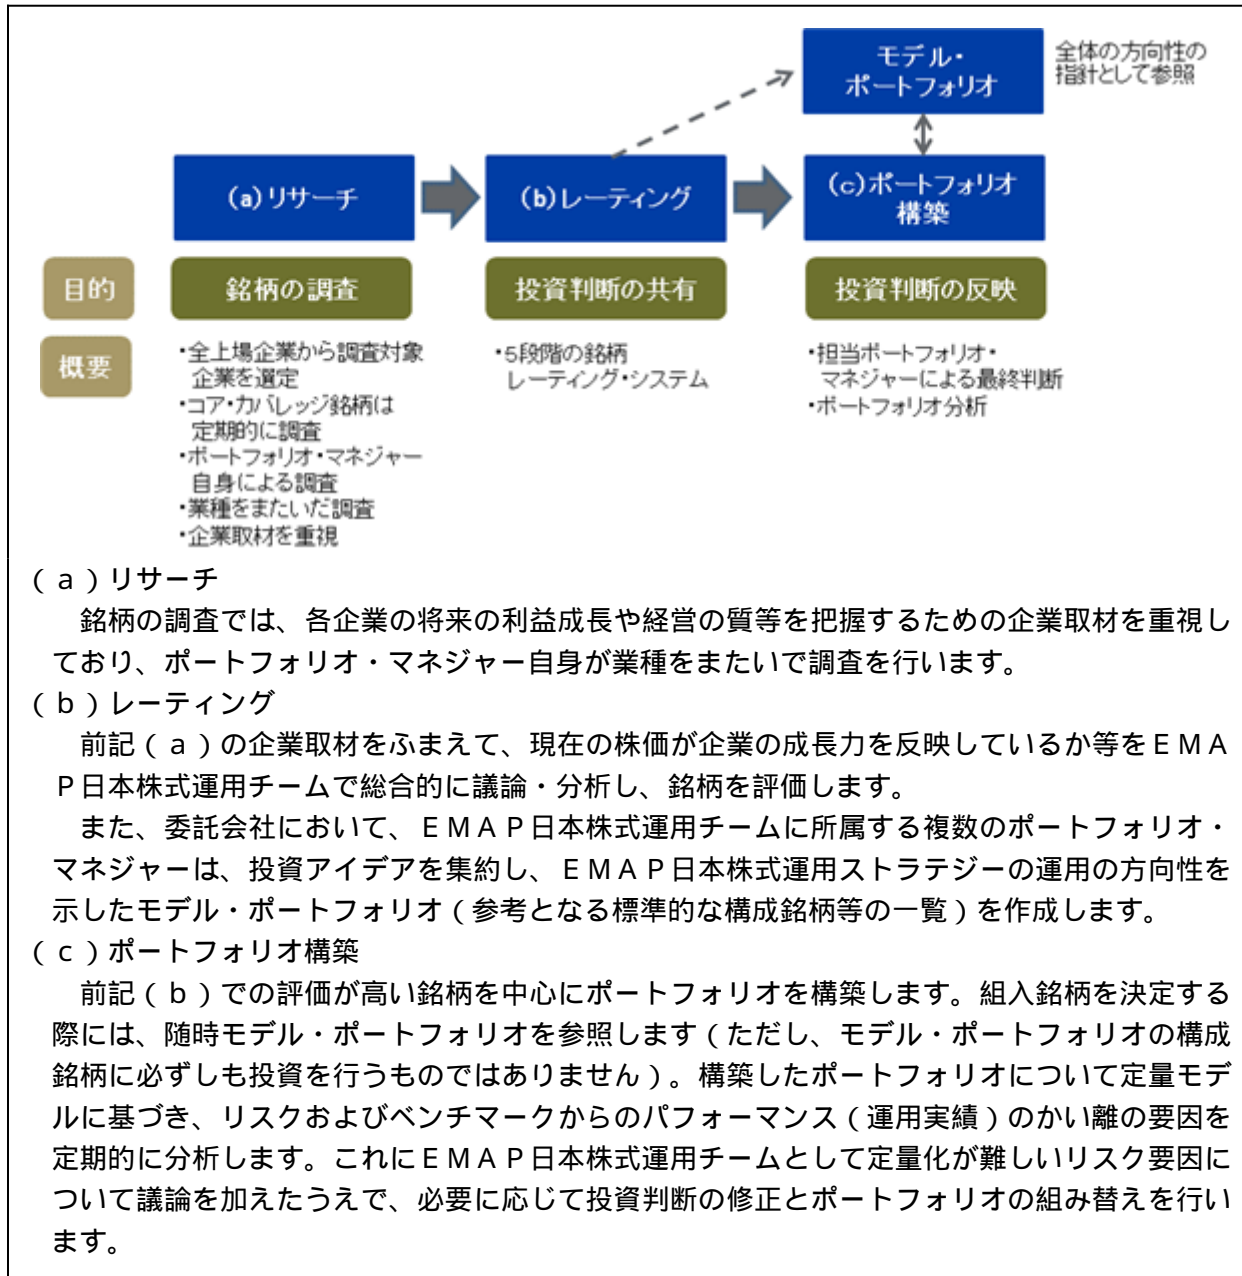 モデル・
ポートフォリオ
全体の方向性の
指針として参照
(a)リサーチ
(b)レーティング
(c)ポートフォリオ
構築
目的
銘柄の調査
投資判断の共有
投資判断の反映
概要
・全上場企業から調査対象
企業を選定
・コア・カバレッジ銘柄は
定期的に調査
・ポートフォリオ・マネジャー
自身による調査
・業種をまたいだ調査
・企業取材を重視
・5段階の銘柄
レーティング・システム
・担当ポートフォリオ・
マネジャーによる最終判断
・ポートフォリオ分析
(a)リサーチ
銘柄の調査では、各企業の将来の利益成長や経営の質等を把握するための企業取材を重視し
ており、ポートフォリオ・マネジャー自身が業種をまたいで調査を行います。
(b)レーティング
前記(a)の企業取材をふまえて、現在の株価が企業の成長力を反映しているか等をEMA
P日本株式運用チームで総合的に議論・分析し、銘柄を評価します。
また、委託会社において、EMAP日本株式運用チームに所属する複数のポートフォリオ・
マネジャーは、投資アイデアを集約し、EMAP日本株式運用ストラテジーの運用の方向性を
示したモデル・ポートフォリオ(参考となる標準的な構成銘柄等の一覧)を作成します。
(c)ポートフォリオ構築
前記(b)での評価が高い銘柄を中心にポートフォリオを構築します。組入銘柄を決定する
際には、随時モデル・ポートフォリオを参照します(ただし、モデル・ポートフォリオの構成
銘柄に必ずしも投資を行うものではありません)。構築したポートフォリオについて定量モデ
ルに基づき、リスクおよびベンチマークからのパフォーマンス(運用実績)のかい離の要因を
定期的に分析します。これにEMAP日本株式運用チームとして定量化が難しいリスク要因に
ついて議論を加えたうえで、必要に応じて投資判断の修正とポートフォリオの組み替えを行い
ます。